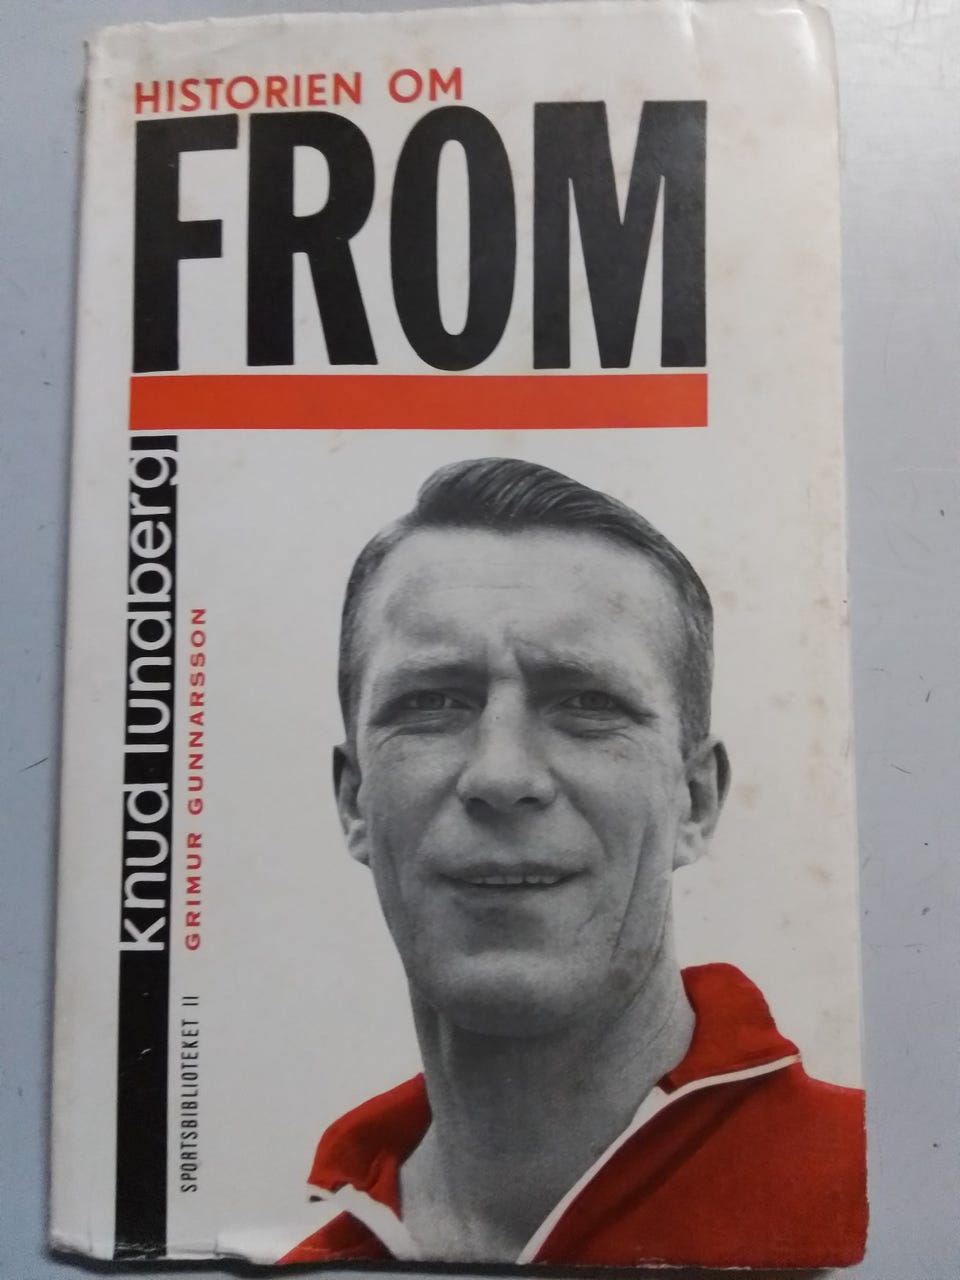 HISTORIEN OM
FROM
knud lundberg
GRIMUR GUNNARSSON
SPORTSBIBLIOTEKET II